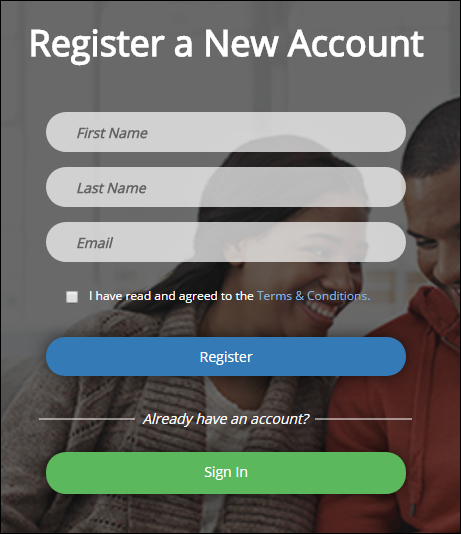 Register a New Account
First Name
Last Name
Email
I have read and agreed to the Terms & Conditions.
Register
Already have an account?
Sign In